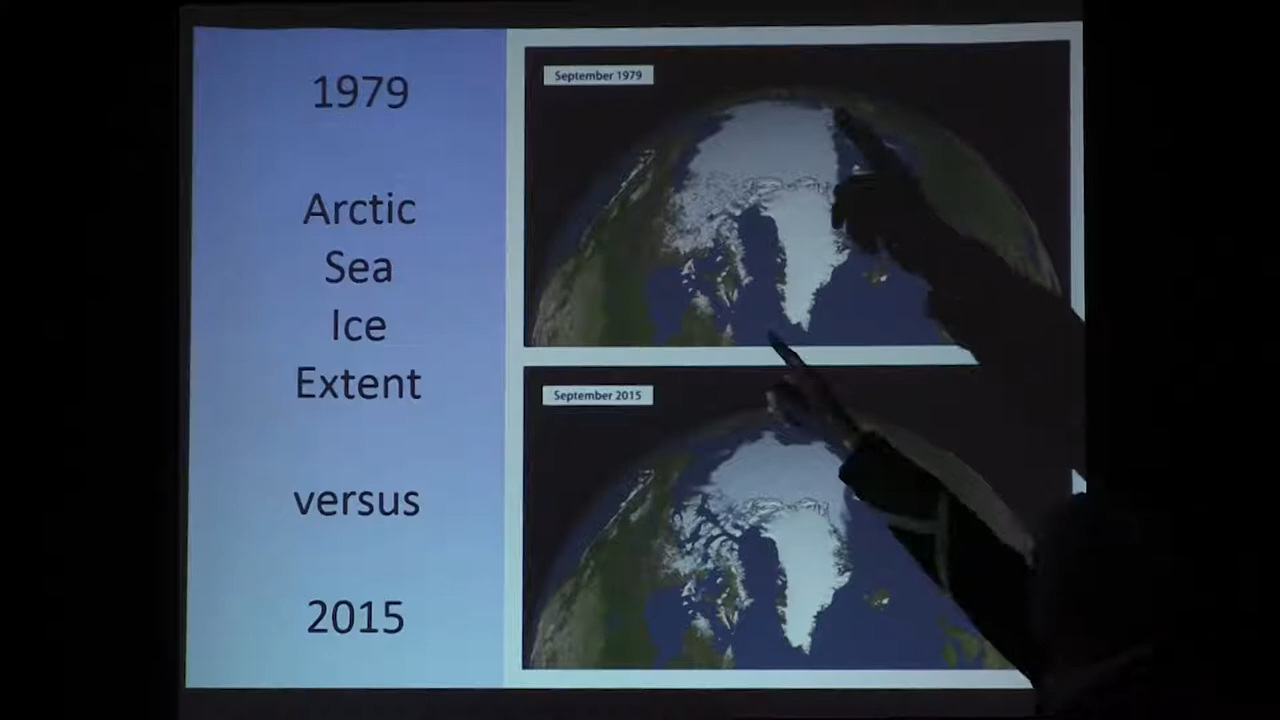 1979
Arctic
Sea
Ice
Extent
versus
2015
September 1979
September 2015